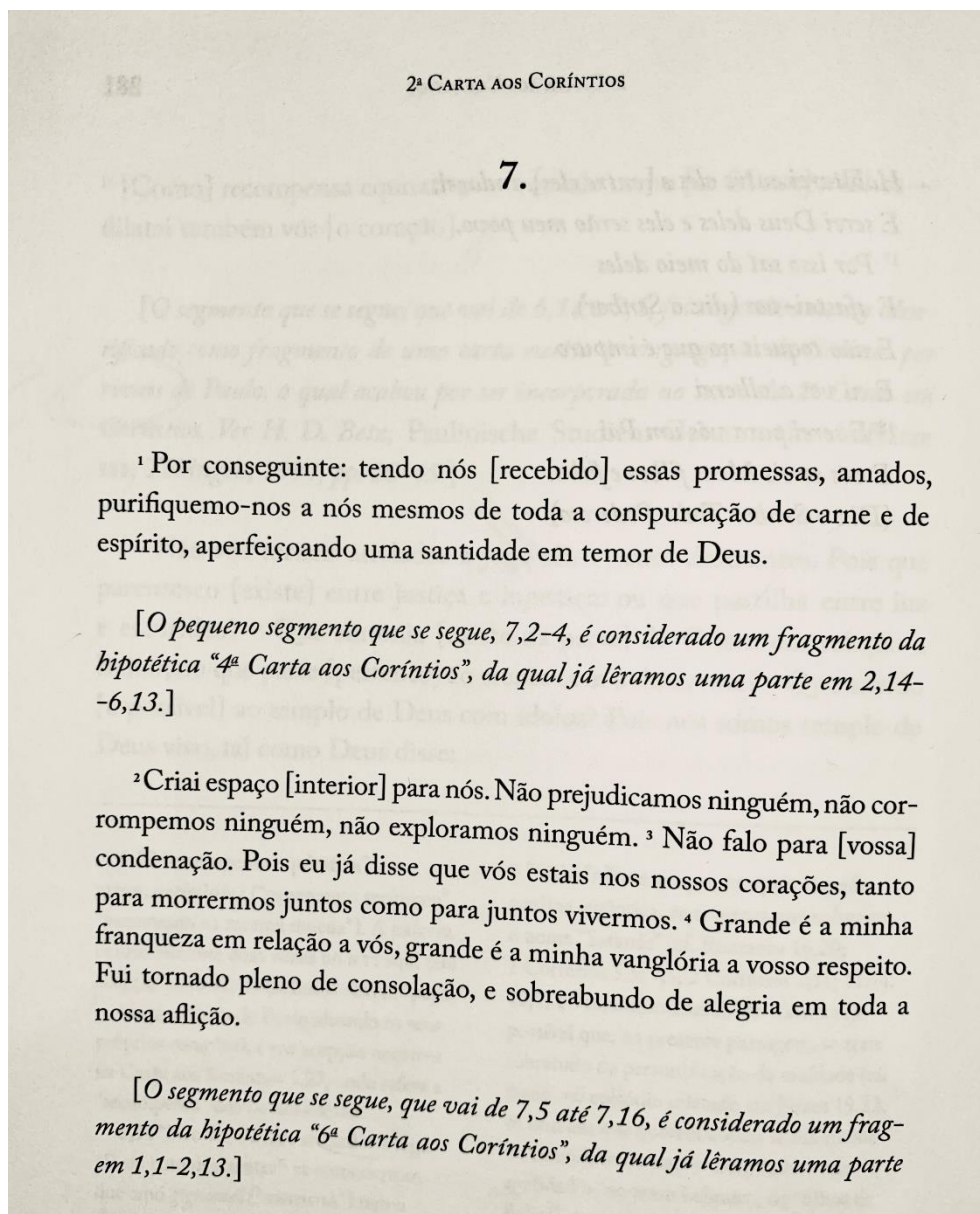 2ª Carta aos Coríntios
7.
¹ Por conseguinte: tendo nós [recebido] essas promessas, amados,
purifiquemo-nos a nós mesmos de toda a conspurcação de carne e de
espírito, aperfeiçoando uma santidade em temor de Deus.
[O pequeno segmento que se segue, 7,2–4, é considerado um fragmento da
hipotética “4ª Carta aos Coríntios”, da qual já lêramos uma parte em 2,14–
-6,13.]
² Criai espaço [interior] para nós. Não prejudicamos ninguém, não cor-
rompemos ninguém, não exploramos ninguém. ³ Não falo para [vossa]
condenação. Pois eu já disse que vós estais nos nossos corações, tanto
para morrermos juntos como para juntos vivermos. ⁴ Grande é a minha
franqueza em relação a vós, grande é a minha vanglória a vosso respeito.
Fui tornado pleno de consolação, e sobreabundo de alegria em toda a
nossa aflição.
[O segmento que se segue, que vai de 7,5 até 7,16, é considerado um frag-
mento da hipotética “6ª Carta aos Coríntios”, da qual já lêramos uma parte
em 1,1–2,13.]